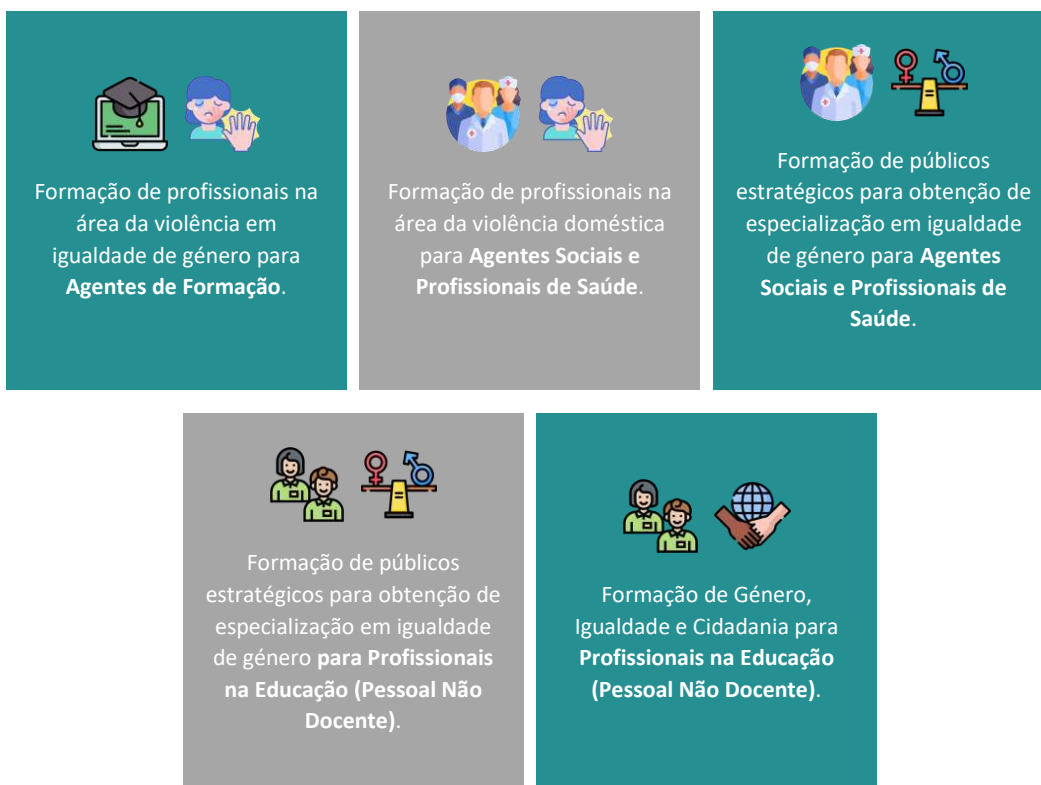 Formação de profissionais na
área da violência em
igualdade de género para
Agentes de Formação.
Formação de profissionais na
área da violência doméstica
para Agentes Sociais e
Profissionais de Saúde.
Formação de públicos
estratégicos para obtenção de
especialização em igualdade
de género para Agentes
Sociais e Profissionais de
Saúde.
Formação de públicos
estratégicos para obtenção de
especialização em igualdade
de género para Profissionais
na Educação (Pessoal Não
Docente).
Formação de Género,
Igualdade e Cidadania para
Profissionais na Educação
(Pessoal Não Docente).